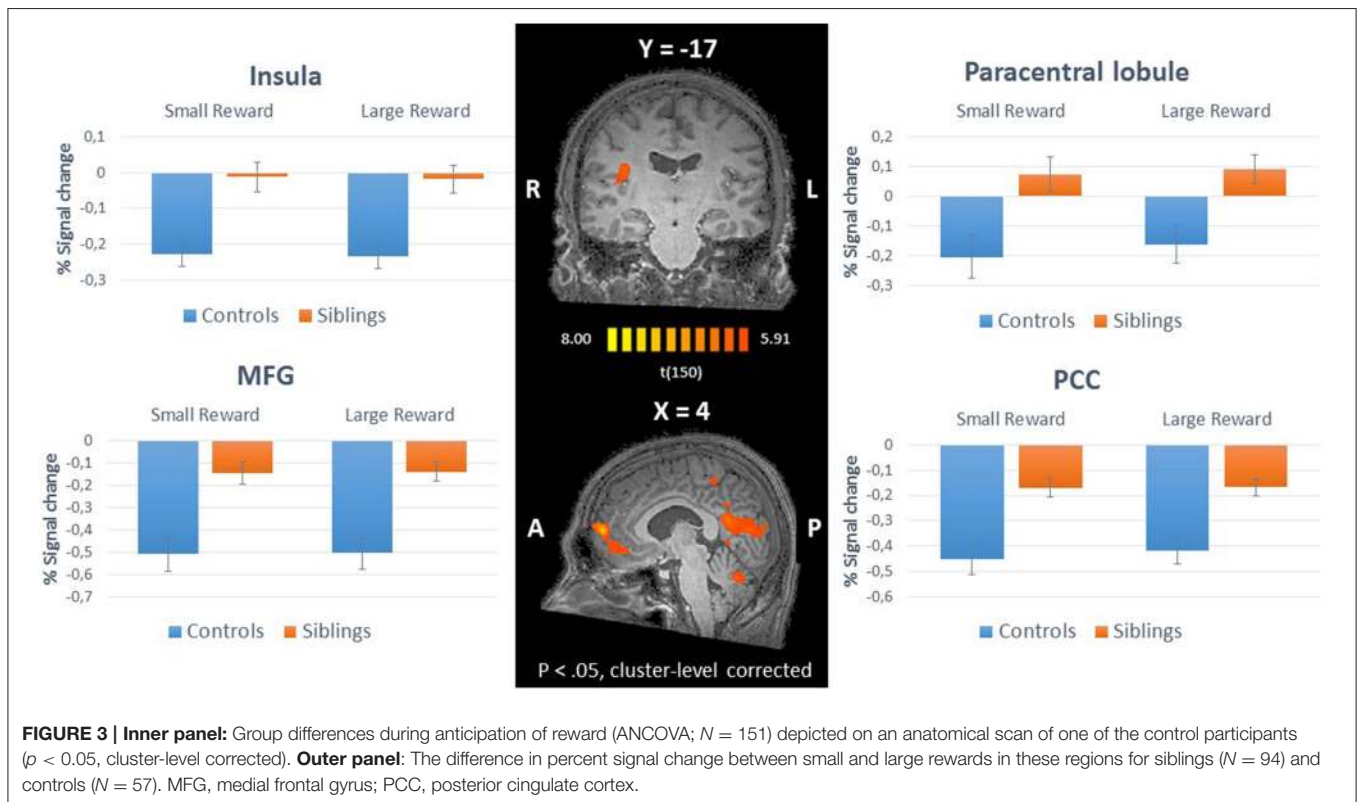 Insula
Small Reward Large Reward
0,1
0
-0,1
-0,2
-0,3
% Signal change
Controls Siblings
MFG
Small Reward Large Reward
0
-0,1
-0,2
-0,3
-0,4
-0,5
-0,6
-0,7
% Signal change
Controls Siblings
Y = -17
R L
8.00 5.91
t(150)
X = 4
A P
P < .05, cluster-level corrected
Paracentral lobule
Small Reward Large Reward
0,2
0,1
0
-0,1
-0,2
-0,3
% Signal change
Controls Siblings
PCC
Small Reward Large Reward
0
-0,1
-0,2
-0,3
-0,4
-0,5
-0,6
% Signal change
Controls Siblings
FIGURE 3 | Inner panel: Group differences during anticipation of reward (ANCOVA; N = 151) depicted on an anatomical scan of one of the control participants
(p < 0.05, cluster-level corrected). Outer panel: The difference in percent signal change between small and large rewards in these regions for siblings (N = 94) and
controls (N = 57). MFG, medial frontal gyrus; PCC, posterior cingulate cortex.